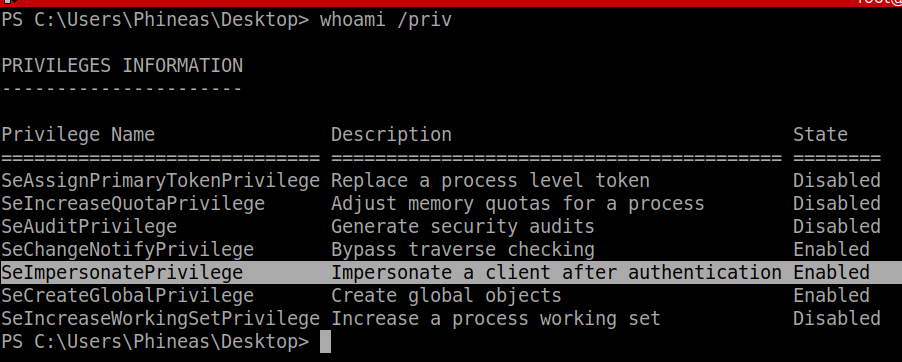 root@
PS C:\Users\Phineas\Desktop> whoami /priv
PRIVILEGES INFORMATION
----------------------
Privilege Name                Description                               State
============================= ========================================= ========
SeAssignPrimaryTokenPrivilege Replace a process level token             Disabled
SeIncreaseQuotaPrivilege      Adjust memory quotas for a process        Disabled
SeAuditPrivilege              Generate security audits                  Disabled
SeChangeNotifyPrivilege       Bypass traverse checking                  Enabled
SeImpersonatePrivilege        Impersonate a client after authentication Enabled
SeCreateGlobalPrivilege       Create global objects                     Enabled
SeIncreaseWorkingSetPrivilege Increase a process working set            Disabled
PS C:\Users\Phineas\Desktop>